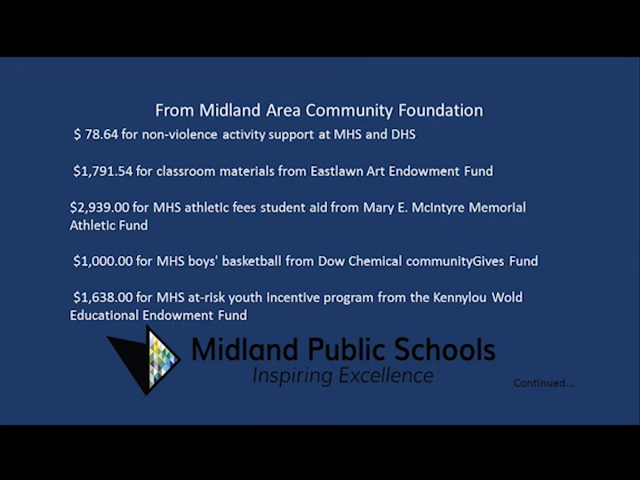 From Midland Area Community Foundation
$ 78.64 for non-violence activity support at MHS and DHS
$1,791.54 for classroom materials from Eastlawn Art Endowment Fund
$2,939.00 for MHS athletic fees student aid from Mary E. McIntyre Memorial
Athletic Fund
$1,000.00 for MHS boys' basketball from Dow Chemical communityGives Fund
$1,638.00 for MHS at-risk youth incentive program from the Kennylou Wold
Educational Endowment Fund
Midland Public Schools
Inspiring Excellence
Continued...